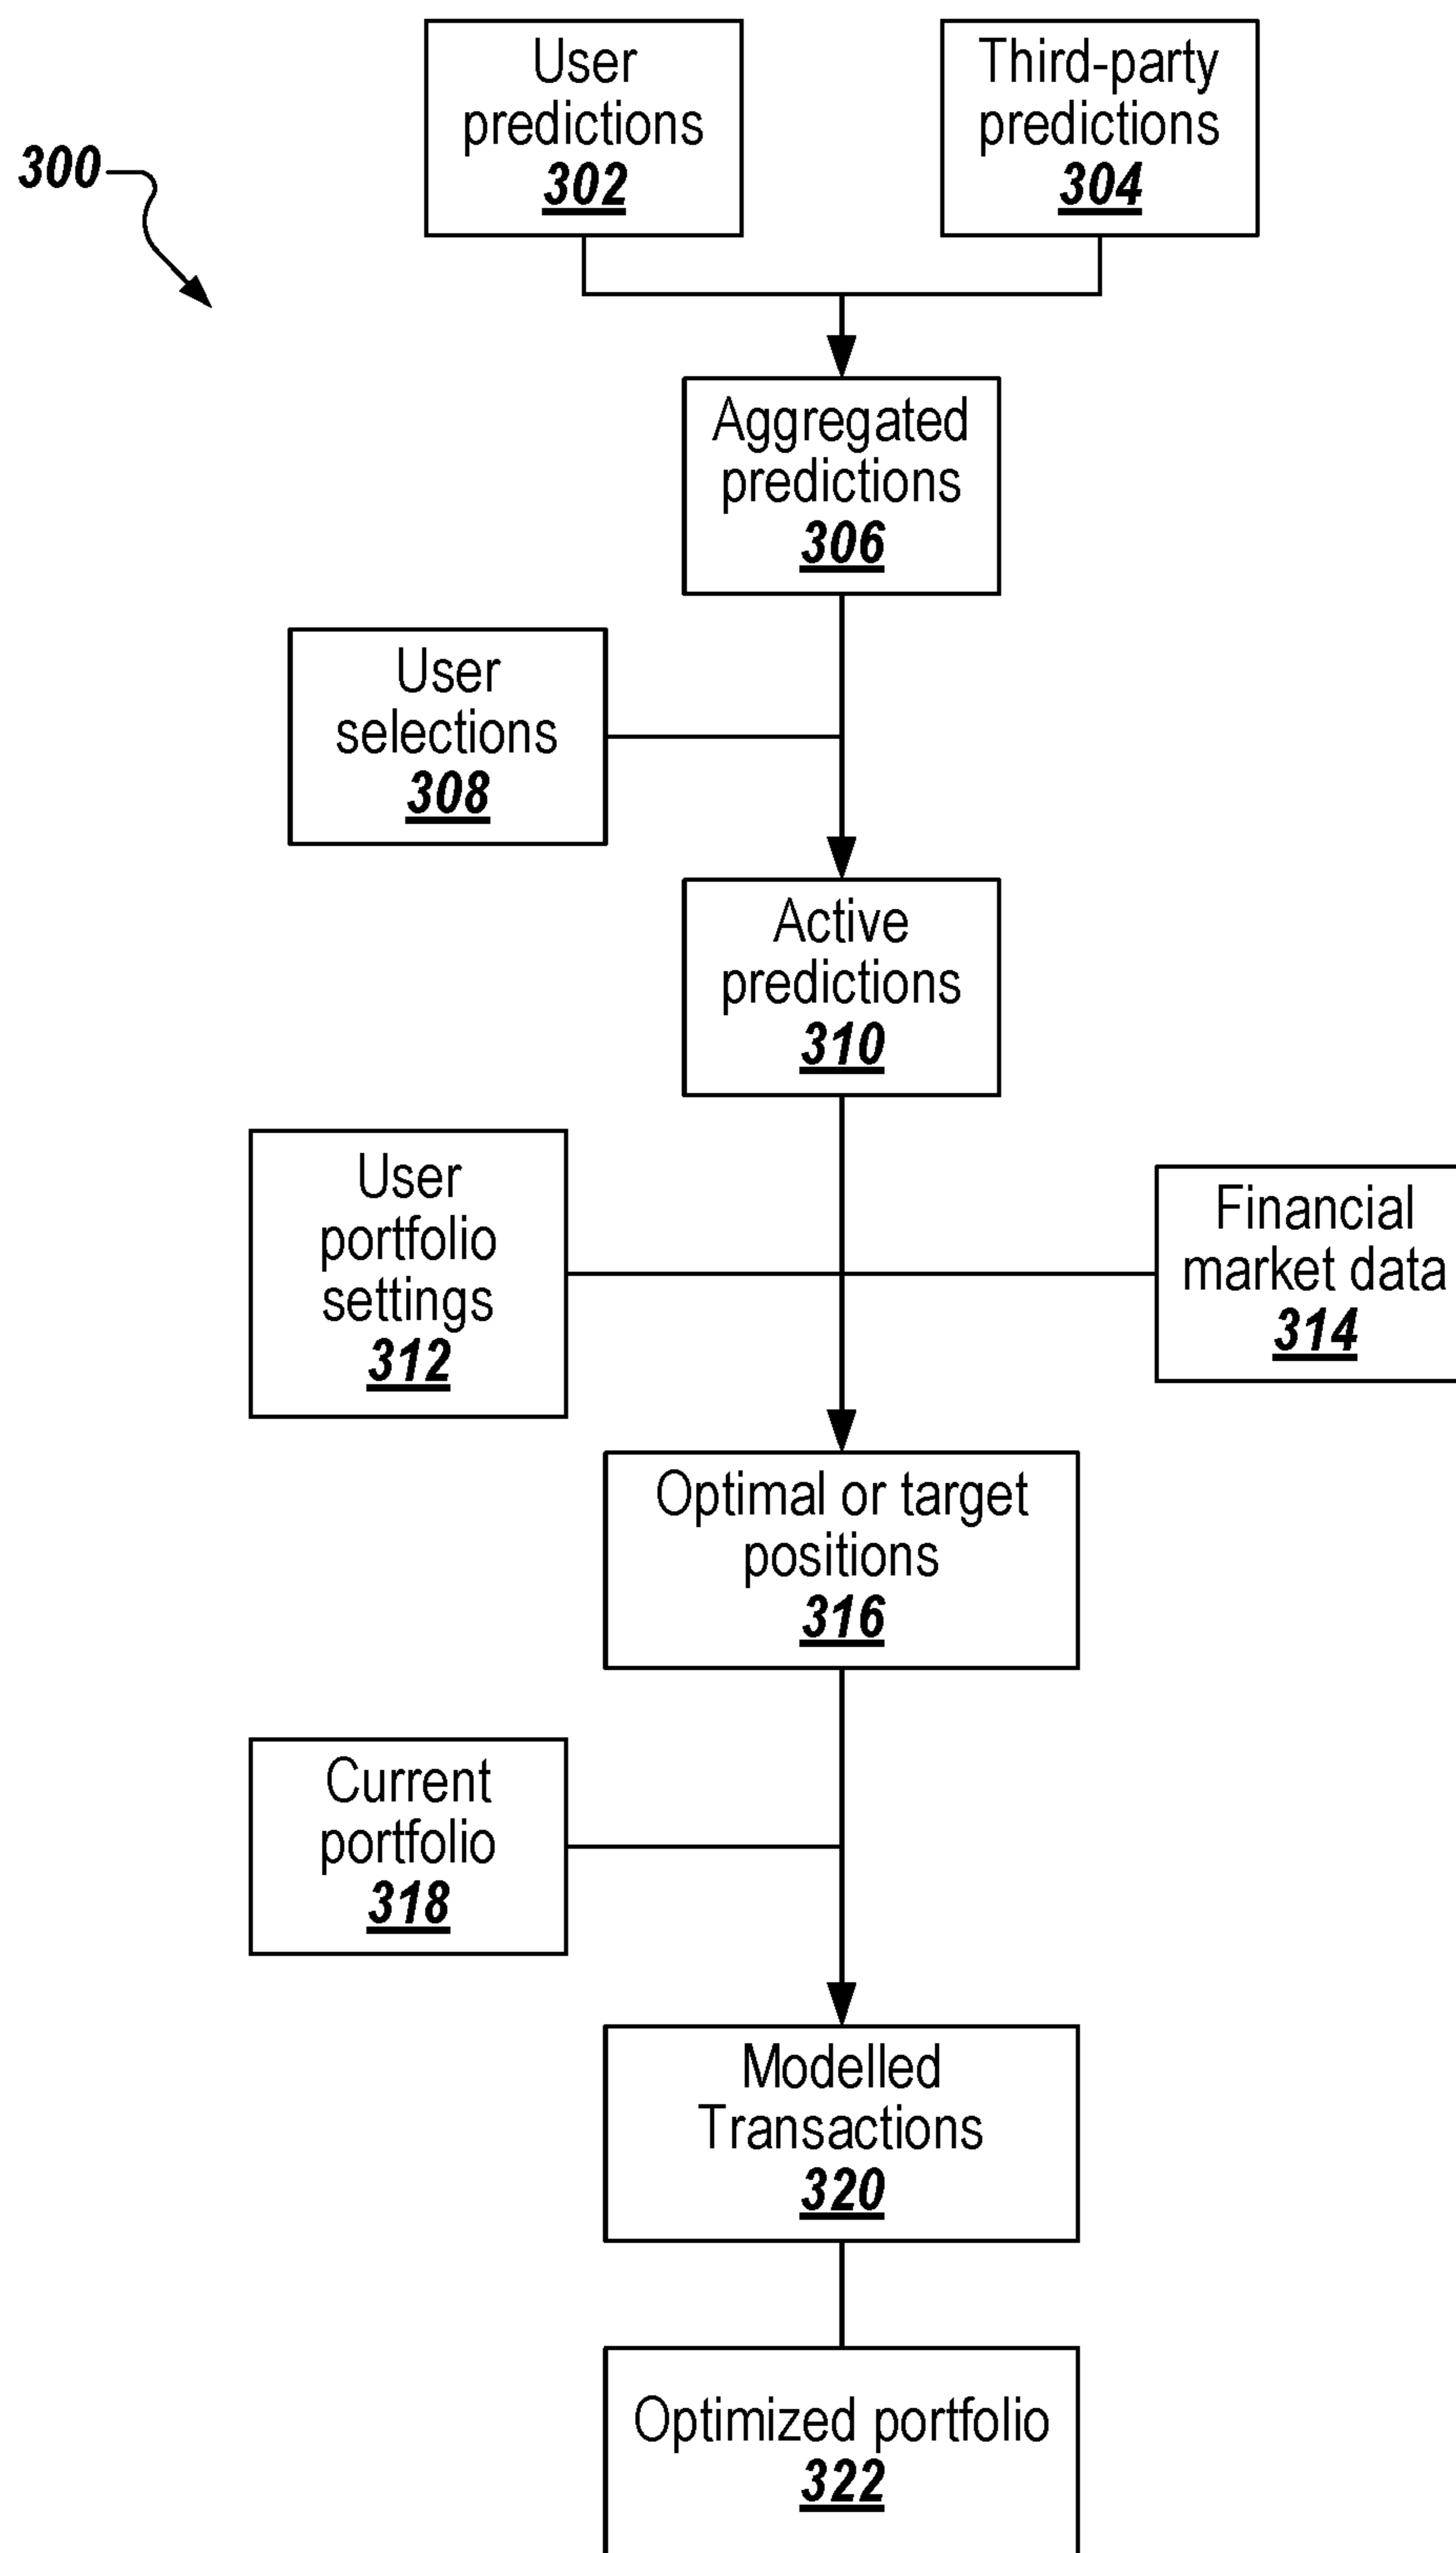 User
predictions
302
Third-party
predictions
304
300
Aggregated
predictions
306
User
selections
308
Active
predictions
310
User
portfolio
settings
312
Financial
market data
314
Optimal or target
positions
316
Current
portfolio
318
Modelled
Transactions
320
Optimized portfolio
322